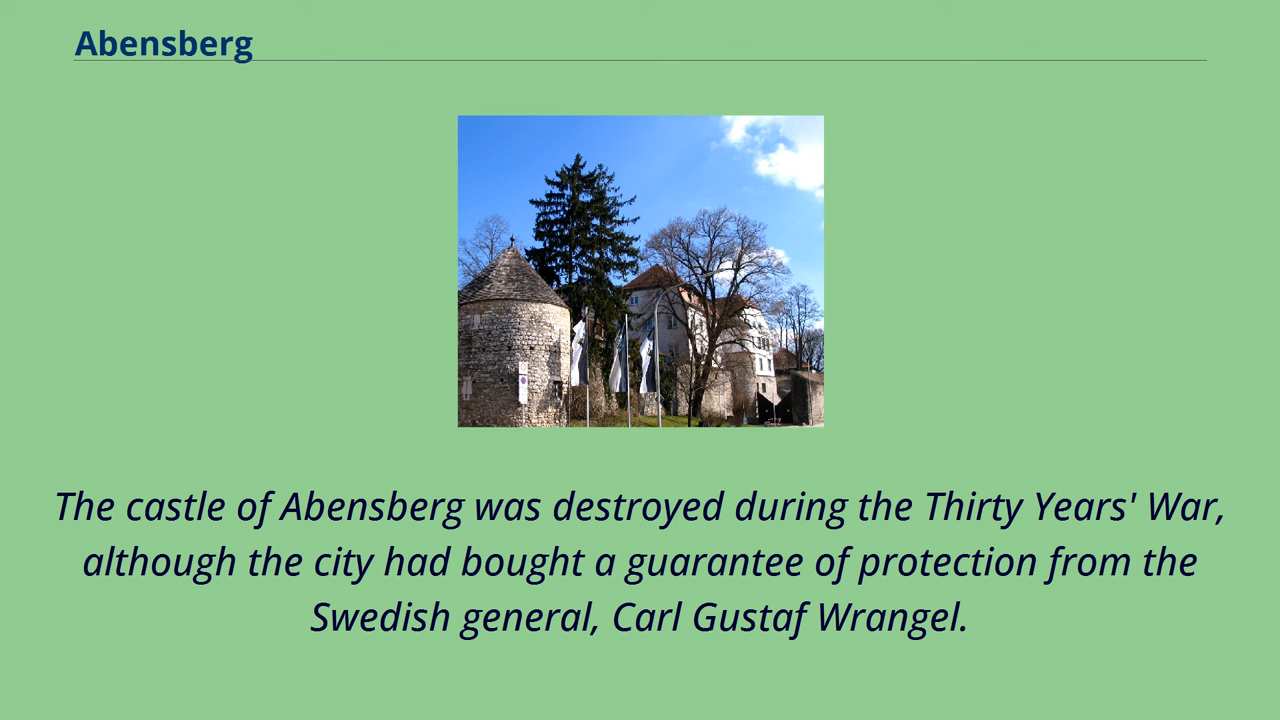 Abensberg
The castle of Abensberg was destroyed during the Thirty Years' War,
although the city had bought a guarantee of protection from the
Swedish general, Carl Gustaf Wrangel.